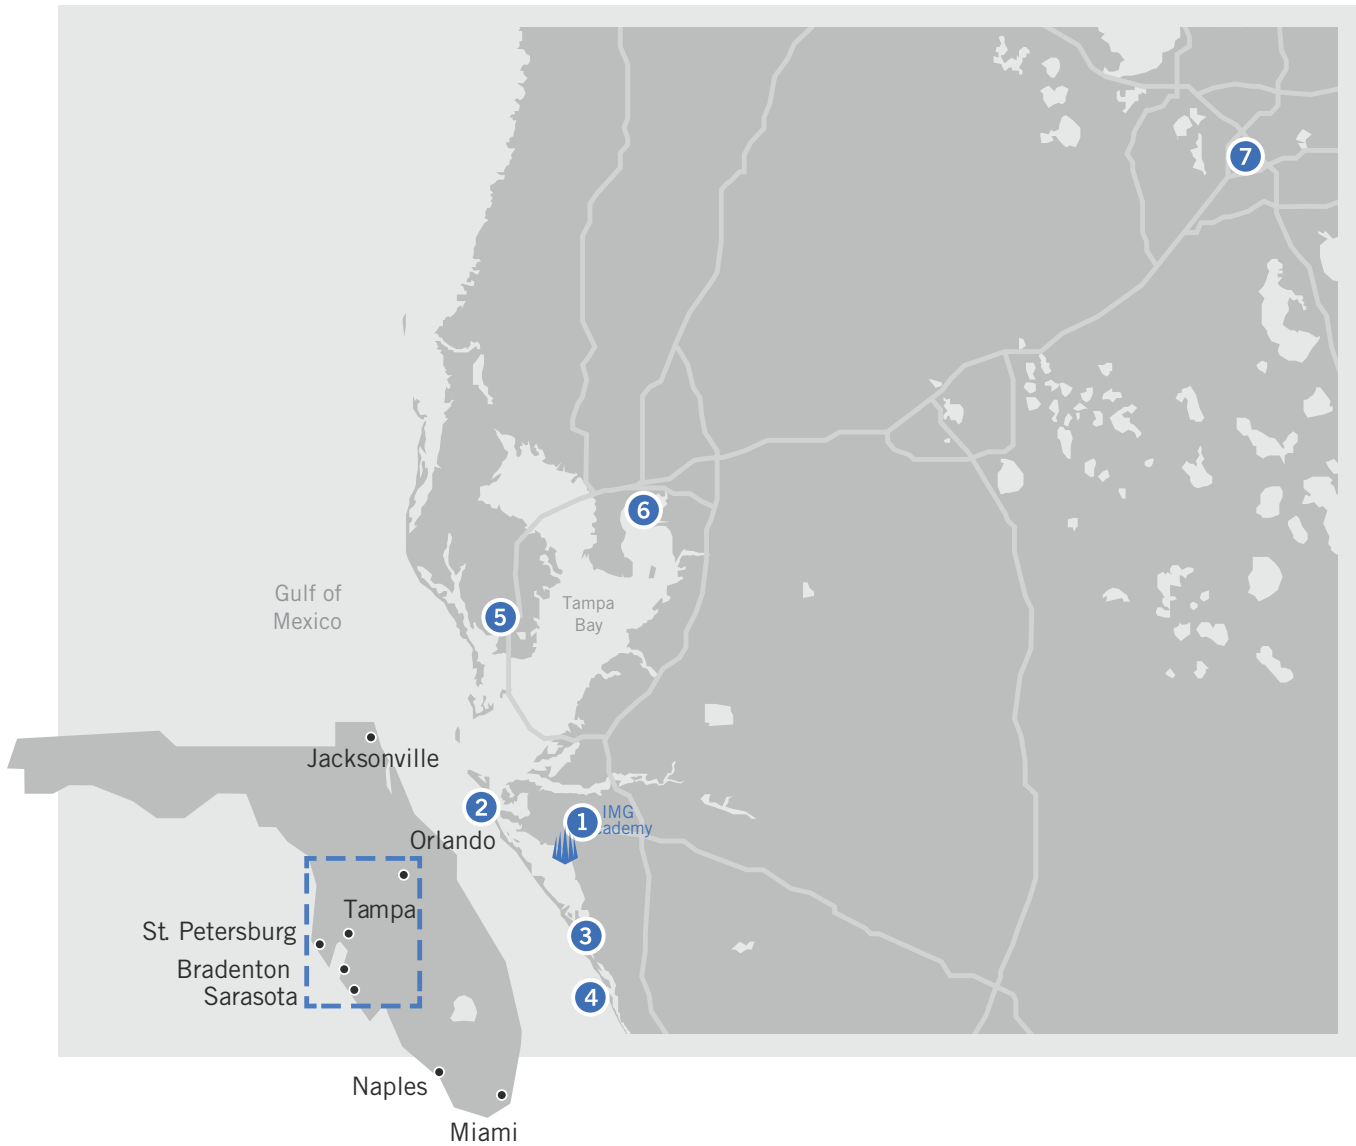 7
6
Gulf of
Mexico
Tampa
Bay
5
Jacksonville
2
1
IMG
ademy
Orlando
Tampa
St. Petersburg
3
Bradenton
Sarasota
4
Naples
Miami